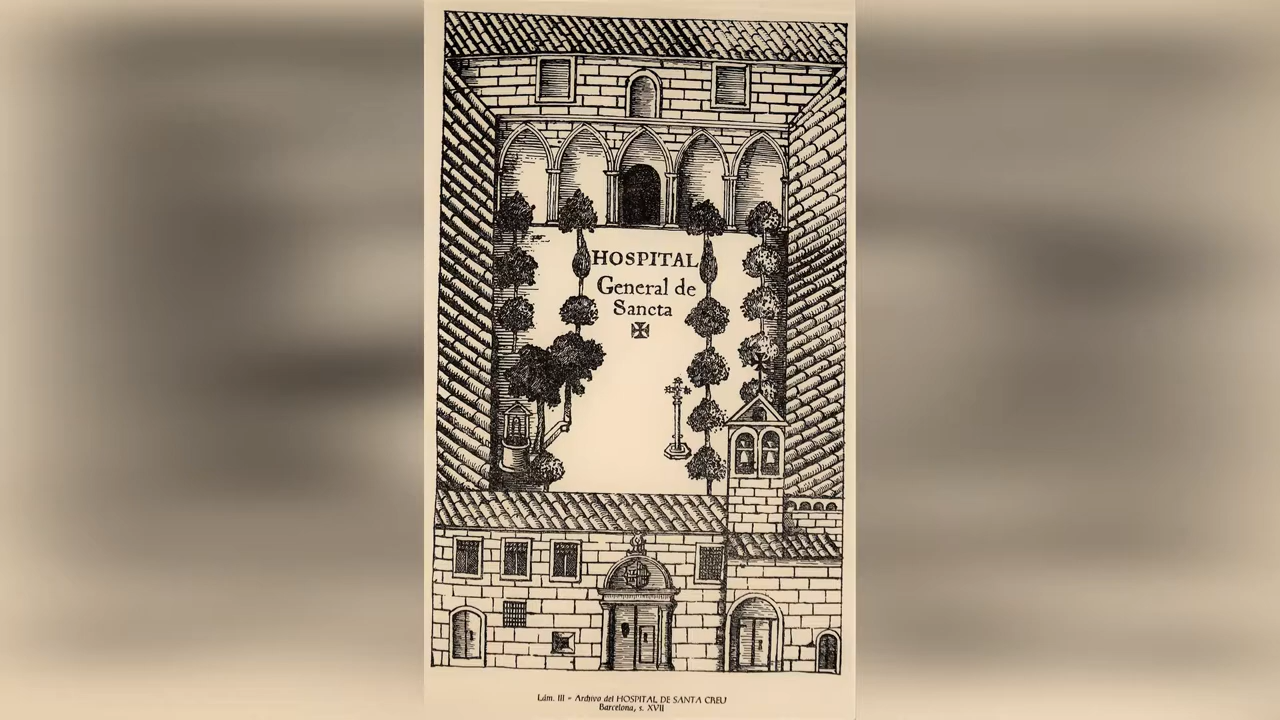 HOSPITAL
General de
Sancta
✠
Lám. III - Archivo del HOSPITAL DE SANTA CREU
Barcelona, s. XVII